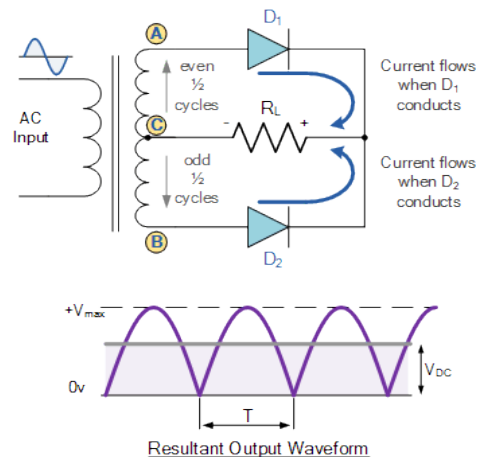 A
D1
even
½
cycles
Current flows
when D1
conducts
AC
Input
C
- RL +
odd
½
cycles
Current flows
when D2
conducts
B
D2
+Vmax
VDC
0v
T
Resultant Output Waveform